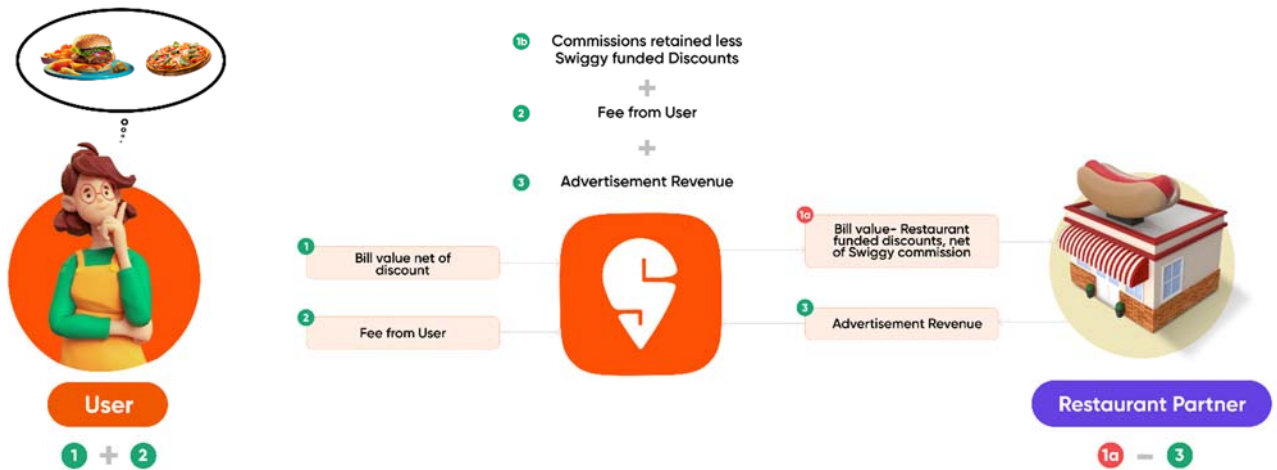 1b Commissions retained less
Swiggy funded Discounts
+
2 Fee from User
+
3 Advertisement Revenue
1
Bill value net of
discount
2
Fee from User
1a
Bill value- Restaurant
funded discounts, net
of Swiggy commission
3
Advertisement Revenue
User
1 + 2
Restaurant Partner
1a - 3